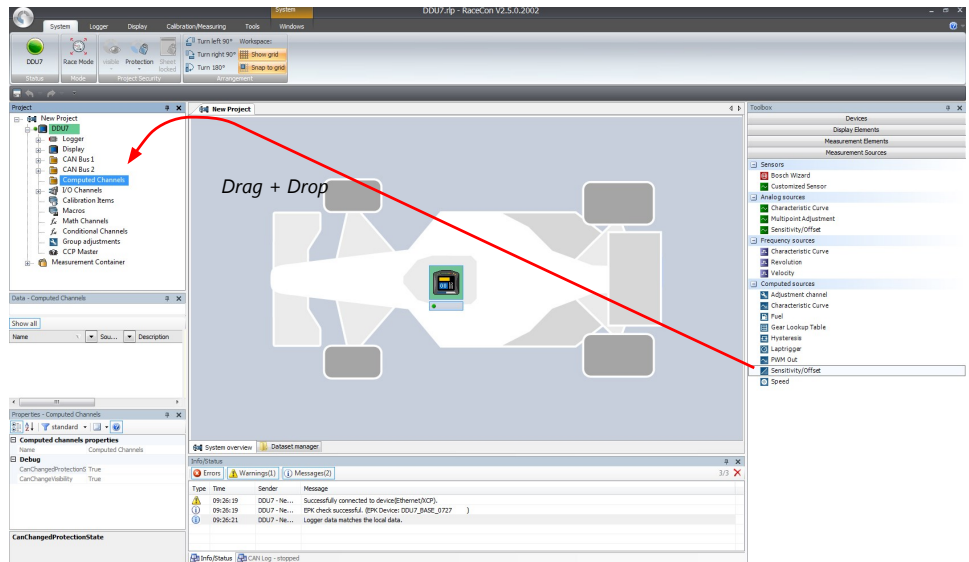 System
DDU7.rlp - RaceCon V2.5.0.2002
System Logger Display Calibration/Measuring Tools Windows
DDU7
Race Mode
visible
Protection
Sheet locked
Turn left 90°
Turn right 90°
Turn 180°
Workspace:
Show grid
Snap to grid
Status Mode Project Security Arrangement
Project
New Project
DDU7
Logger
Display
CAN Bus 1
CAN Bus 2
Computed Channels
I/O Channels
Calibration Items
Macros
Math Channels
Conditional Channels
Group adjustments
CCP Master
Measurement Container
Data - Computed Channels
Show all
Name Sou... Description
Properties - Computed Channels
standard
Computed channels properties
Name Computed Channels
Debug
CanChangedProtectionS True
CanChangeVisibility True
CanChangedProtectionState
New Project
Drag + Drop
System overview Dataset manager
Info/Status
Errors Warnings(1) Messages(2) 3/3
Type Time Sender Message
09:26:19 DDU7 - Ne... Successfully connected to device(Ethernet/XCP).
09:26:19 DDU7 - Ne... EPK check successful. (EPK Device: DDU7_BASE_0727 )
09:26:21 DDU7 - Ne... Logger data matches the local data.
Info/Status CAN Log - stopped
Toolbox
Devices
Display Elements
Measurement Elements
Measurement Sources
Sensors
Bosch Wizard
Customized Sensor
Analog sources
Characteristic Curve
Multipoint Adjustment
Sensitivity/Offset
Frequency sources
Characteristic Curve
Revolution
Velocity
Computed sources
Adjustment channel
Characteristic Curve
Fuel
Gear Lookup Table
Hysteresis
Laptrigger
PWM Out
Sensitivity/Offset
Speed